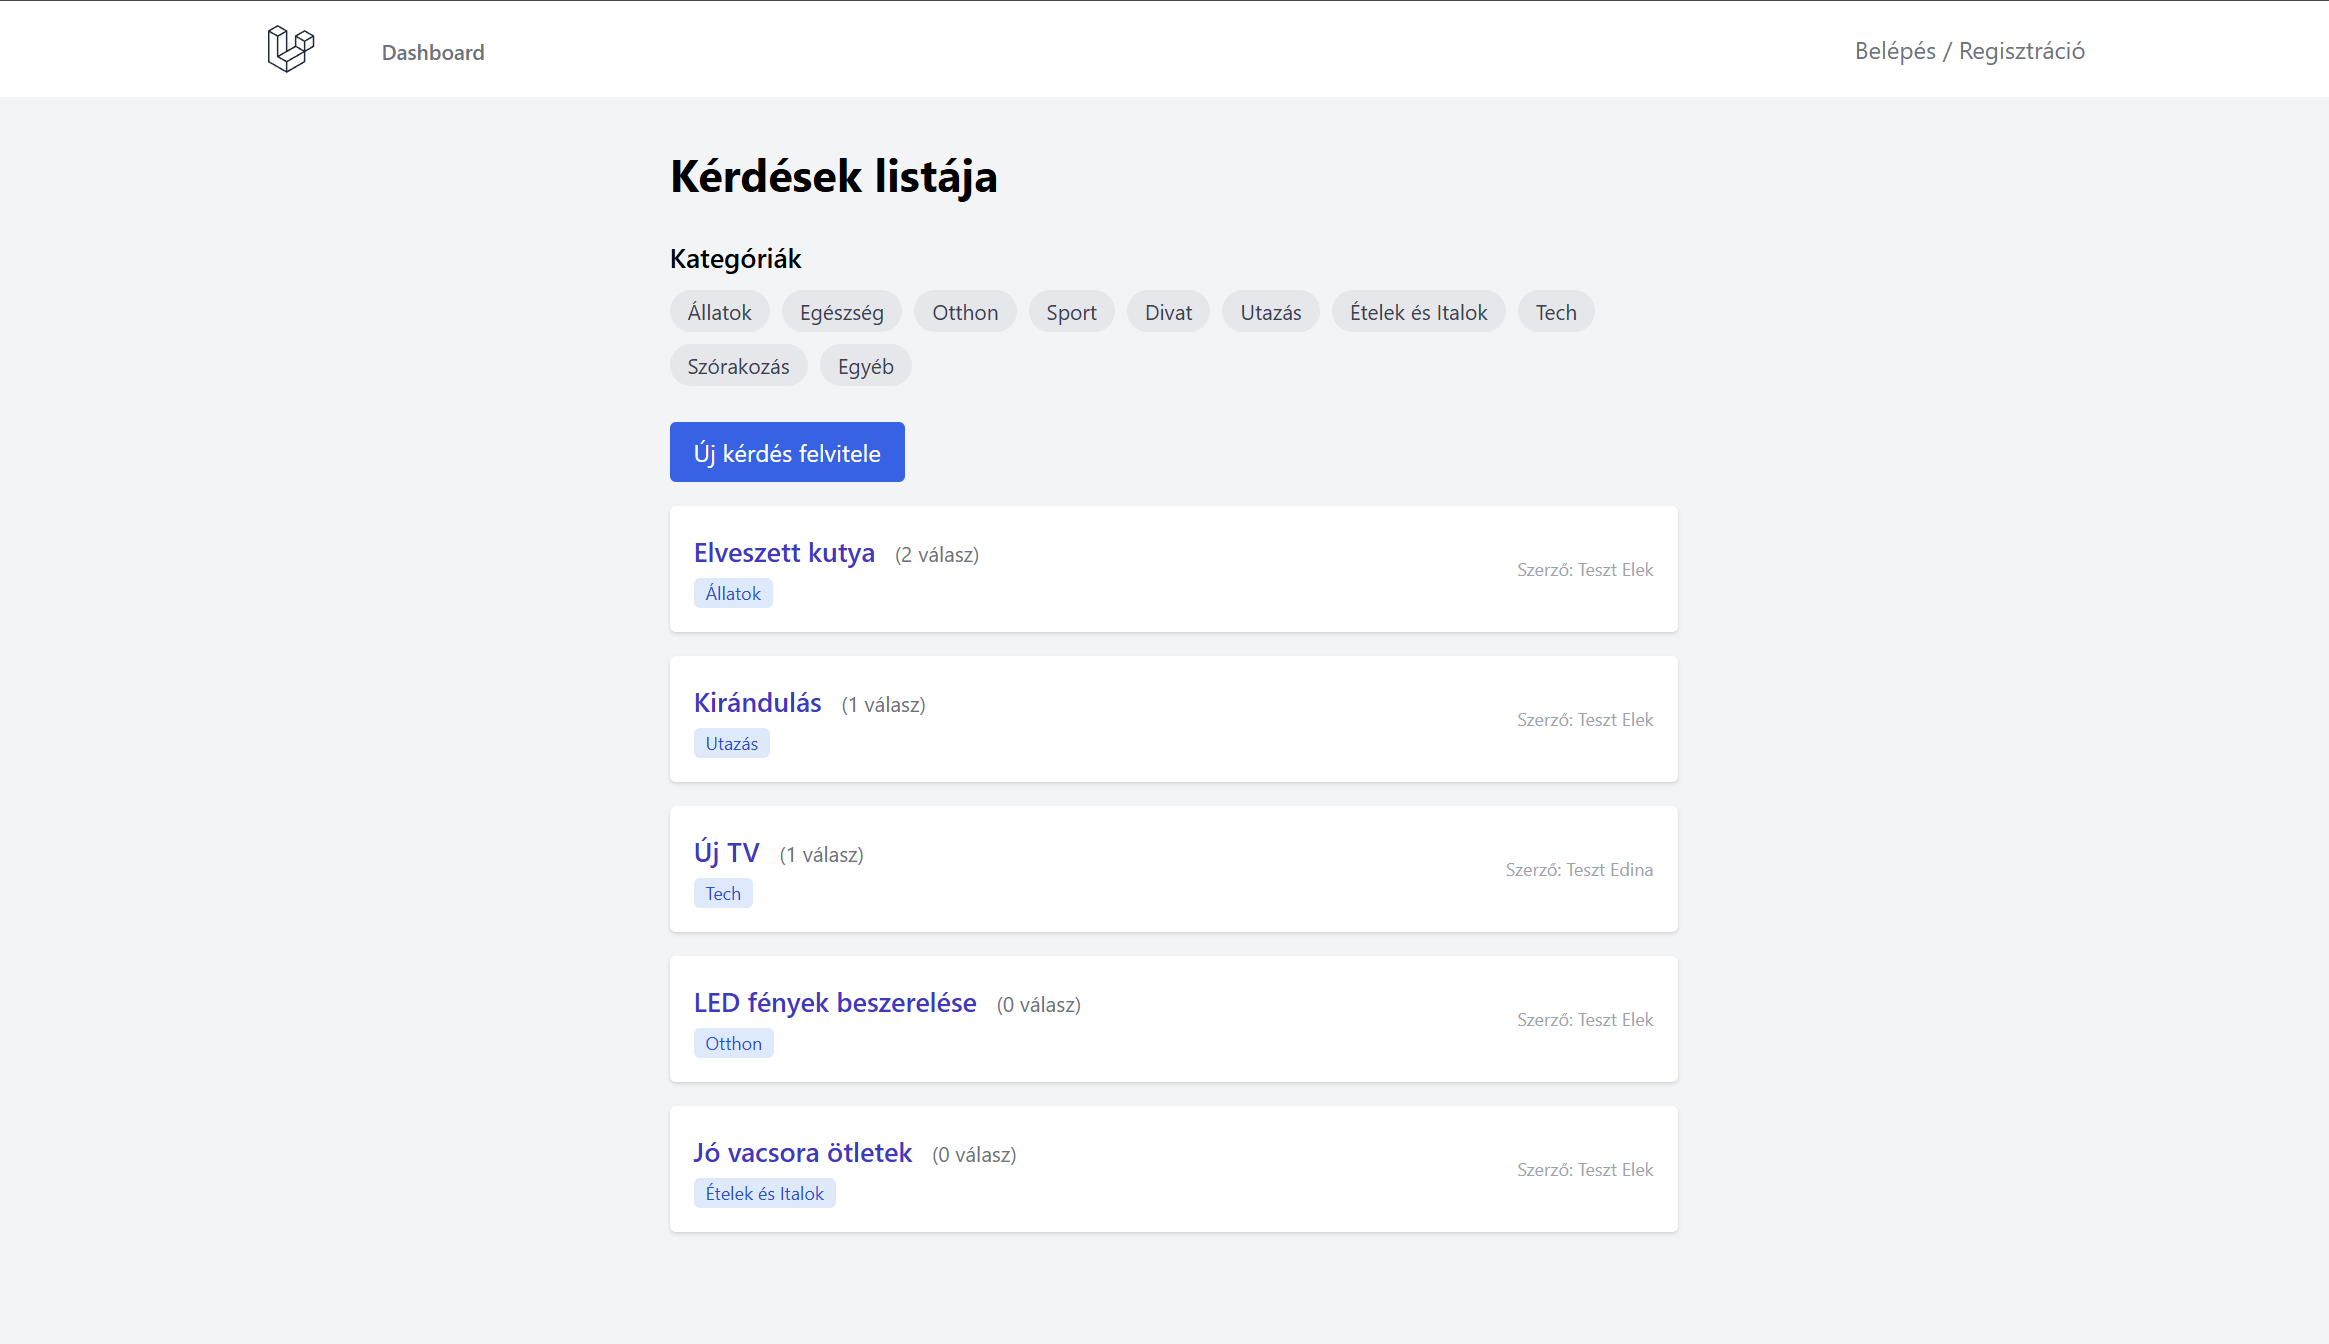 Dashboard
Belépés / Regisztráció
Kérdések listája
Kategóriák
Állatok Egészség Otthon Sport Divat Utazás Ételek és Italok Tech
Szórakozás Egyéb
Új kérdés felvitele
Elveszett kutya (2 válasz)
Állatok
Szerző: Teszt Elek
Kirándulás (1 válasz)
Utazás
Szerző: Teszt Elek
Új TV (1 válasz)
Tech
Szerző: Teszt Edina
LED fények beszerelése (0 válasz)
Otthon
Szerző: Teszt Elek
Jó vacsora ötletek (0 válasz)
Ételek és Italok
Szerző: Teszt Elek